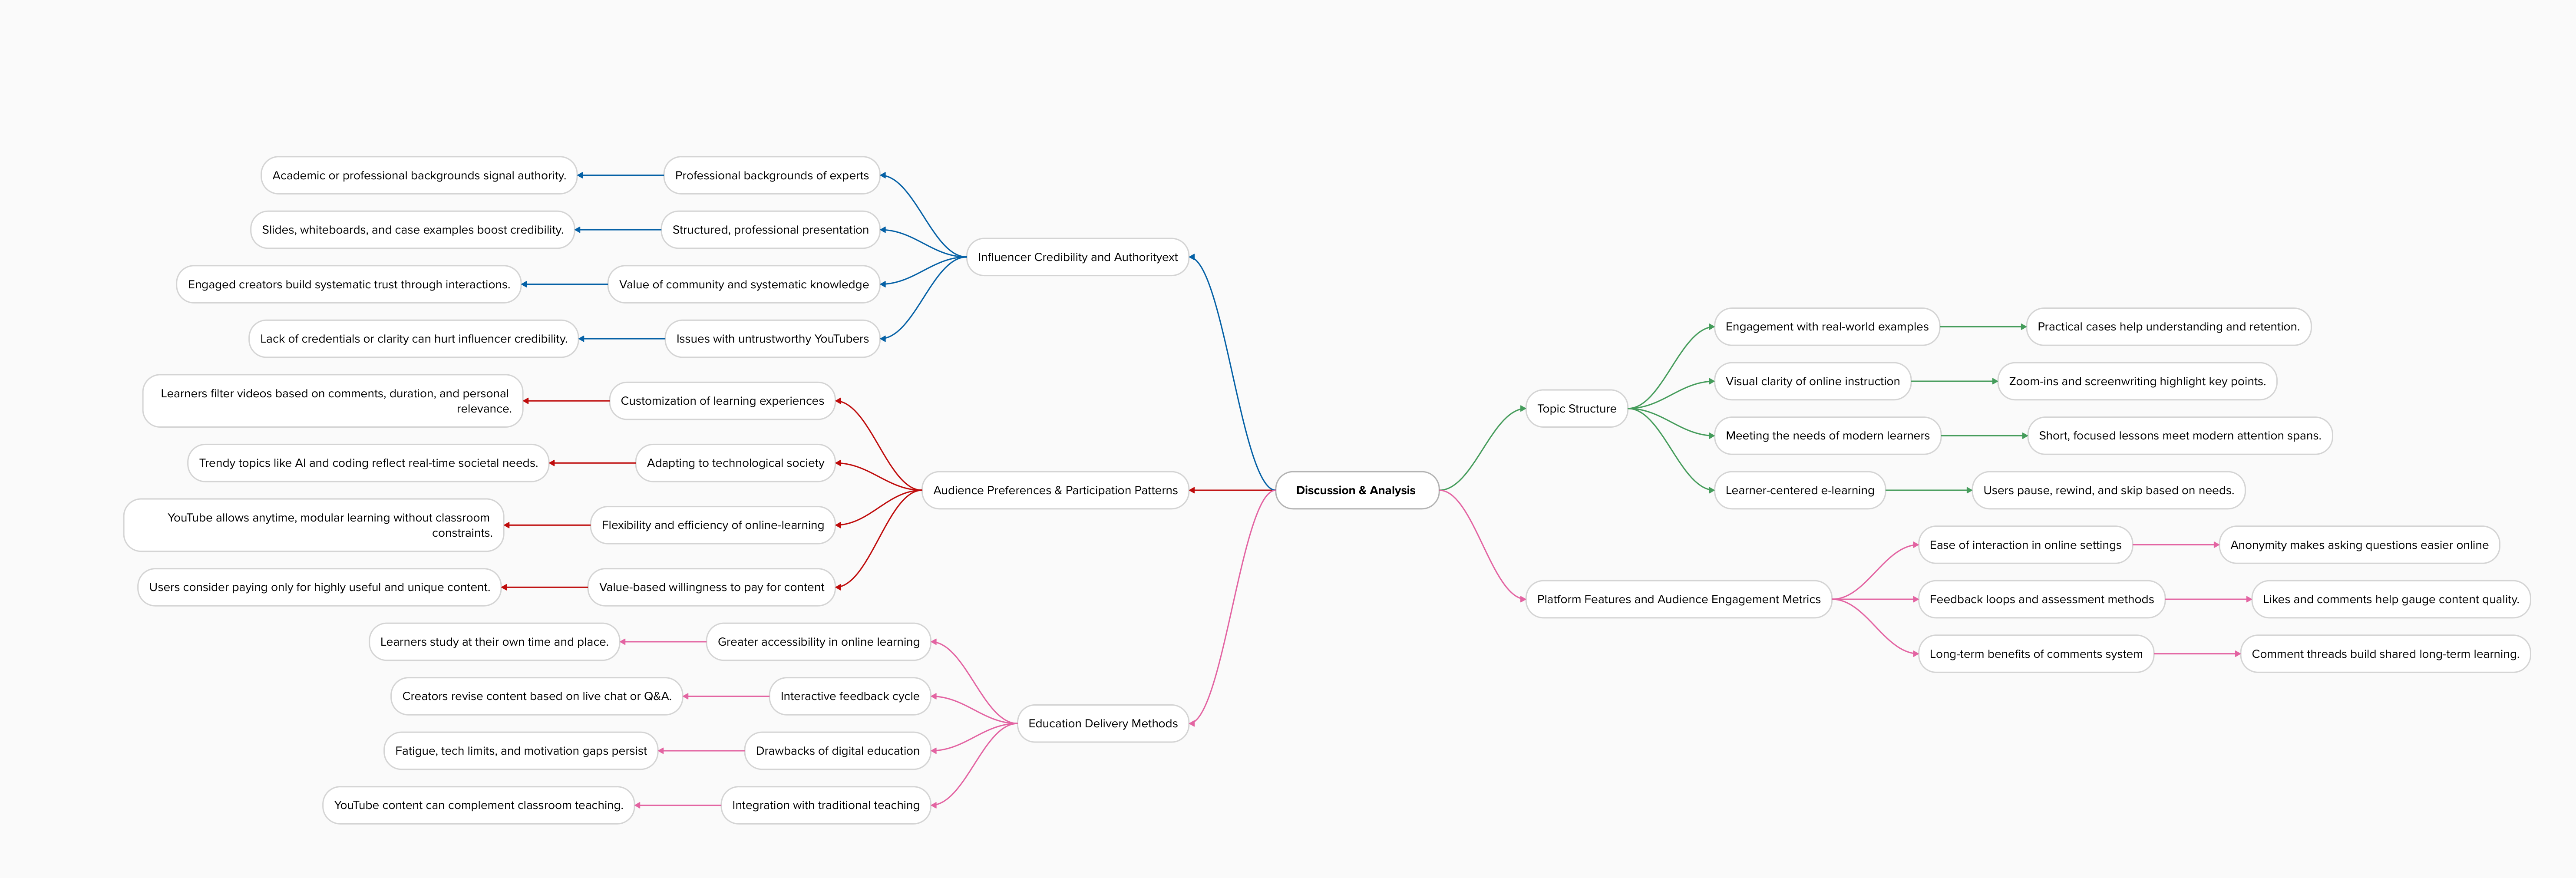 Discussion & Analysis
Influencer Credibility and Authorityext
Professional backgrounds of experts
Academic or professional backgrounds signal authority.
Structured, professional presentation
Slides, whiteboards, and case examples boost credibility.
Value of community and systematic knowledge
Engaged creators build systematic trust through interactions.
Issues with untrustworthy YouTubers
Lack of credentials or clarity can hurt influencer credibility.
Audience Preferences & Participation Patterns
Customization of learning experiences
Learners filter videos based on comments, duration, and personal
relevance.
Adapting to technological society
Trendy topics like AI and coding reflect real-time societal needs.
Flexibility and efficiency of online-learning
YouTube allows anytime, modular learning without classroom
constraints.
Value-based willingness to pay for content
Users consider paying only for highly useful and unique content.
Education Delivery Methods
Greater accessibility in online learning
Learners study at their own time and place.
Interactive feedback cycle
Creators revise content based on live chat or Q&A.
Drawbacks of digital education
Fatigue, tech limits, and motivation gaps persist
Integration with traditional teaching
YouTube content can complement classroom teaching.
Topic Structure
Engagement with real-world examples
Practical cases help understanding and retention.
Visual clarity of online instruction
Zoom-ins and screenwriting highlight key points.
Meeting the needs of modern learners
Short, focused lessons meet modern attention spans.
Learner-centered e-learning
Users pause, rewind, and skip based on needs.
Platform Features and Audience Engagement Metrics
Ease of interaction in online settings
Anonymity makes asking questions easier online
Feedback loops and assessment methods
Likes and comments help gauge content quality.
Long-term benefits of comments system
Comment threads build shared long-term learning.